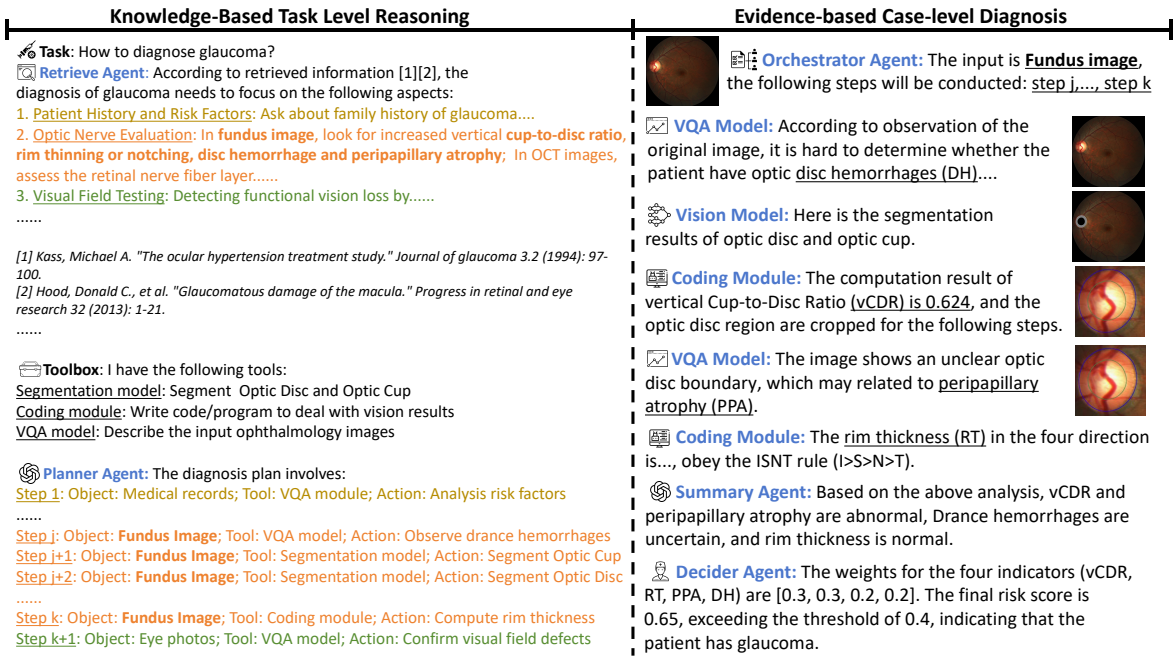 Knowledge-Based Task Level Reasoning
Task: How to diagnose glaucoma?
Retrieve Agent: According to retrieved information [1][2], the
diagnosis of glaucoma needs to focus on the following aspects:
1. Patient History and Risk Factors: Ask about family history of glaucoma....
2. Optic Nerve Evaluation: In fundus image, look for increased vertical cup-to-disc ratio,
rim thinning or notching, disc hemorrhage and peripapillary atrophy; In OCT images,
assess the retinal nerve fiber layer......
3. Visual Field Testing: Detecting functional vision loss by......
......
[1] Kass, Michael A. "The ocular hypertension treatment study." Journal of glaucoma 3.2 (1994): 97-
100.
[2] Hood, Donald C., et al. "Glaucomatous damage of the macula." Progress in retinal and eye
research 32 (2013): 1-21.
......
Toolbox: I have the following tools:
Segmentation model: Segment Optic Disc and Optic Cup
Coding module: Write code/program to deal with vision results
VQA model: Describe the input ophthalmology images
Planner Agent: The diagnosis plan involves:
Step 1: Object: Medical records; Tool: VQA module; Action: Analysis risk factors
......
Step j: Object: Fundus Image; Tool: VQA model; Action: Observe drance hemorrhages
Step j+1: Object: Fundus Image; Tool: Segmentation model; Action: Segment Optic Cup
Step j+2: Object: Fundus Image; Tool: Segmentation model; Action: Segment Optic Disc
......
Step k: Object: Fundus Image; Tool: Coding module; Action: Compute rim thickness
Step k+1: Object: Eye photos; Tool: VQA model; Action: Confirm visual field defects
Evidence-based Case-level Diagnosis
Orchestrator Agent: The input is Fundus image,
the following steps will be conducted: step j,..., step k
VQA Model: According to observation of the
original image, it is hard to determine whether the
patient have optic disc hemorrhages (DH)....
Vision Model: Here is the segmentation
results of optic disc and optic cup.
Coding Module: The computation result of
vertical Cup-to-Disc Ratio (vCDR) is 0.624, and the
optic disc region are cropped for the following steps.
VQA Model: The image shows an unclear optic
disc boundary, which may related to peripapillary
atrophy (PPA).
Coding Module: The rim thickness (RT) in the four direction
is..., obey the ISNT rule (I>S>N>T).
Summary Agent: Based on the above analysis, vCDR and
peripapillary atrophy are abnormal, Drance hemorrhages are
uncertain, and rim thickness is normal.
Decider Agent: The weights for the four indicators (vCDR,
RT, PPA, DH) are [0.3, 0.3, 0.2, 0.2]. The final risk score is
0.65, exceeding the threshold of 0.4, indicating that the
patient has glaucoma.